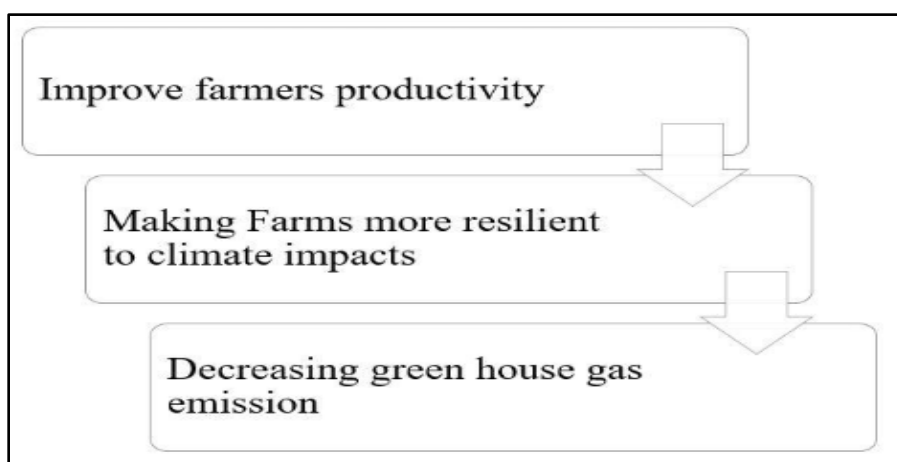 Improve farmers productivity
Making Farms more resilient
to climate impacts
Decreasing green house gas
emission